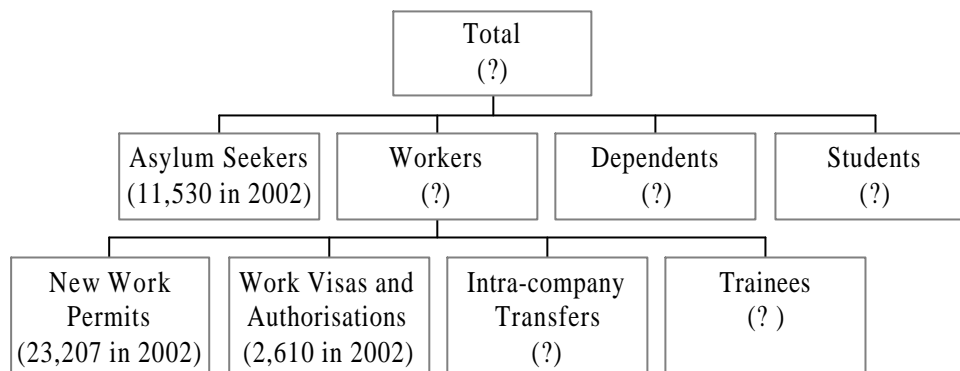 Total
(?)
Asylum Seekers
(11,530 in 2002)
Workers
(?)
Dependents
(?)
Students
(?)
New Work
Permits
(23,207 in 2002)
Work Visas and
Authorisations
(2,610 in 2002)
Intra-company
Transfers
(?)
Trainees
(? )